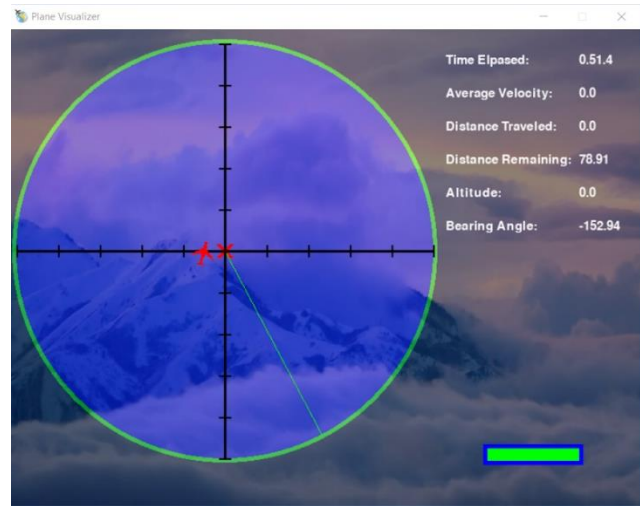 Plane Visualizer
Time Elpased: 0.51.4
Average Velocity: 0.0
Distance Traveled: 0.0
Distance Remaining: 78.91
Altitude: 0.0
Bearing Angle: -152.94